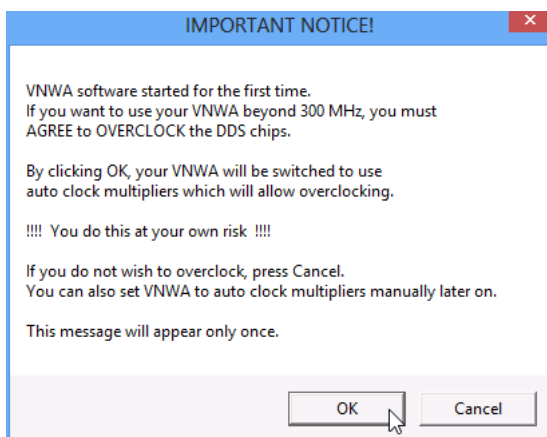 IMPORTANT NOTICE!
VNWA software started for the first time.
If you want to use your VNWA beyond 300 MHz, you must
AGREE to OVERCLOCK the DDS chips.
By clicking OK, your VNWA will be switched to use
auto clock multipliers which will allow overclocking.
!!!! You do this at your own risk !!!!
If you do not wish to overclock, press Cancel.
You can also set VNWA to auto clock multipliers manually later on.
This message will appear only once.
OK Cancel